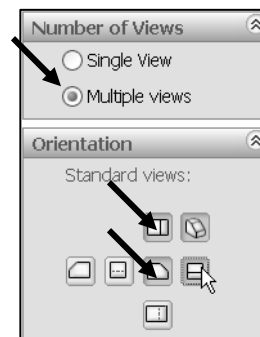 Number of Views
Single View
Multiple views
Orientation
Standard views: